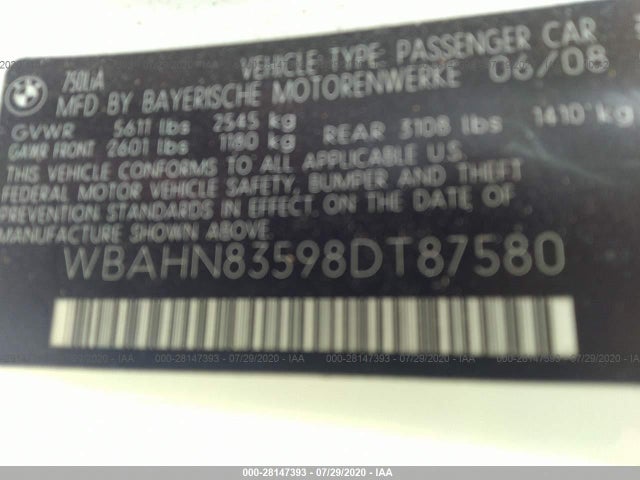 BMW 750LiA VEHICLE TYPE PASSENGER CAR
MFD BY BAYERISCHE MOTORENWERKE 06/08
GVWR 5611 lbs 2545 kg
GAWR FRONT 2601 lbs 1180 kg REAR 3108 lbs 1410 kg
THIS VEHICLE CONFORMS TO ALL APPLICABLE U.S.
FEDERAL MOTOR VEHICLE SAFETY, BUMPER AND THEFT
PREVENTION STANDARDS IN EFFECT ON THE DATE OF
MANUFACTURE SHOWN ABOVE.
WBAHN83598DT87580
000-28147393 - 07/29/2020 - IAA